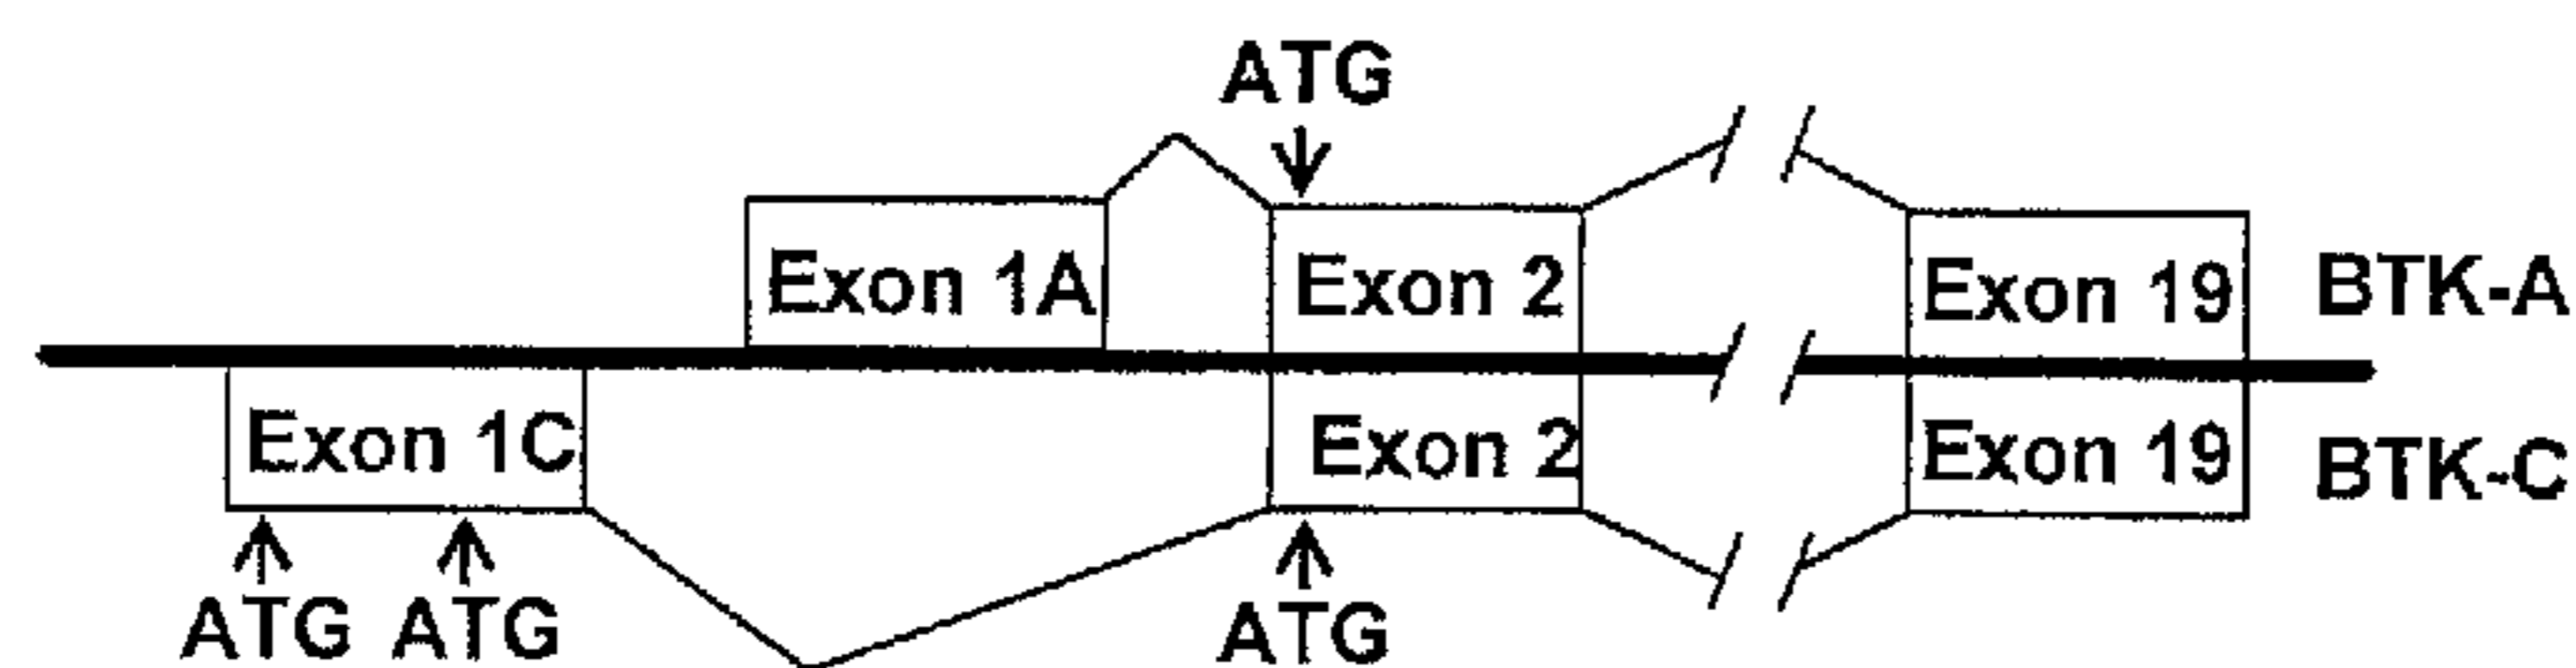 ATG
Exon 1A Exon 2 Exon 19 BTK-A
Exon 1C Exon 2 Exon 19 BTK-C
ATG ATG ATG